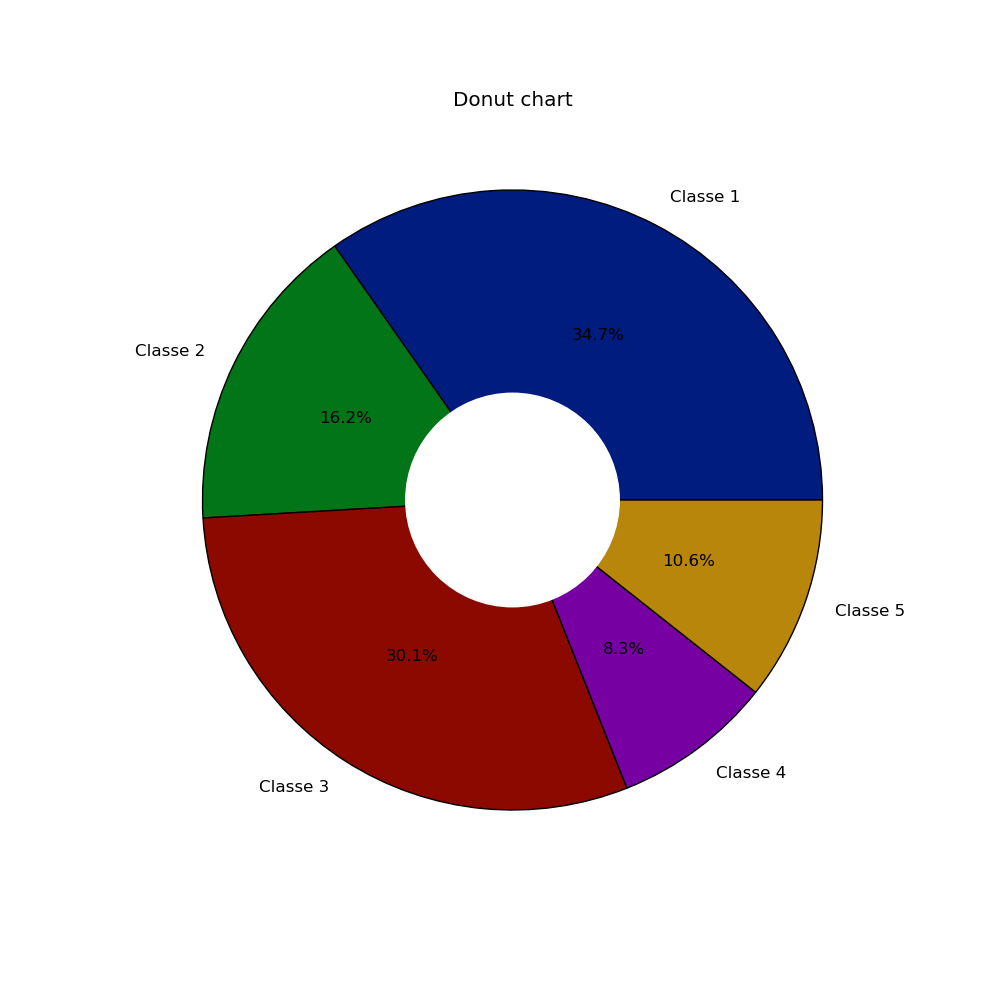 Donut chart
Classe 1
34.7%
Classe 2
16.2%
30.1%
Classe 3
8.3%
Classe 4
10.6%
Classe 5